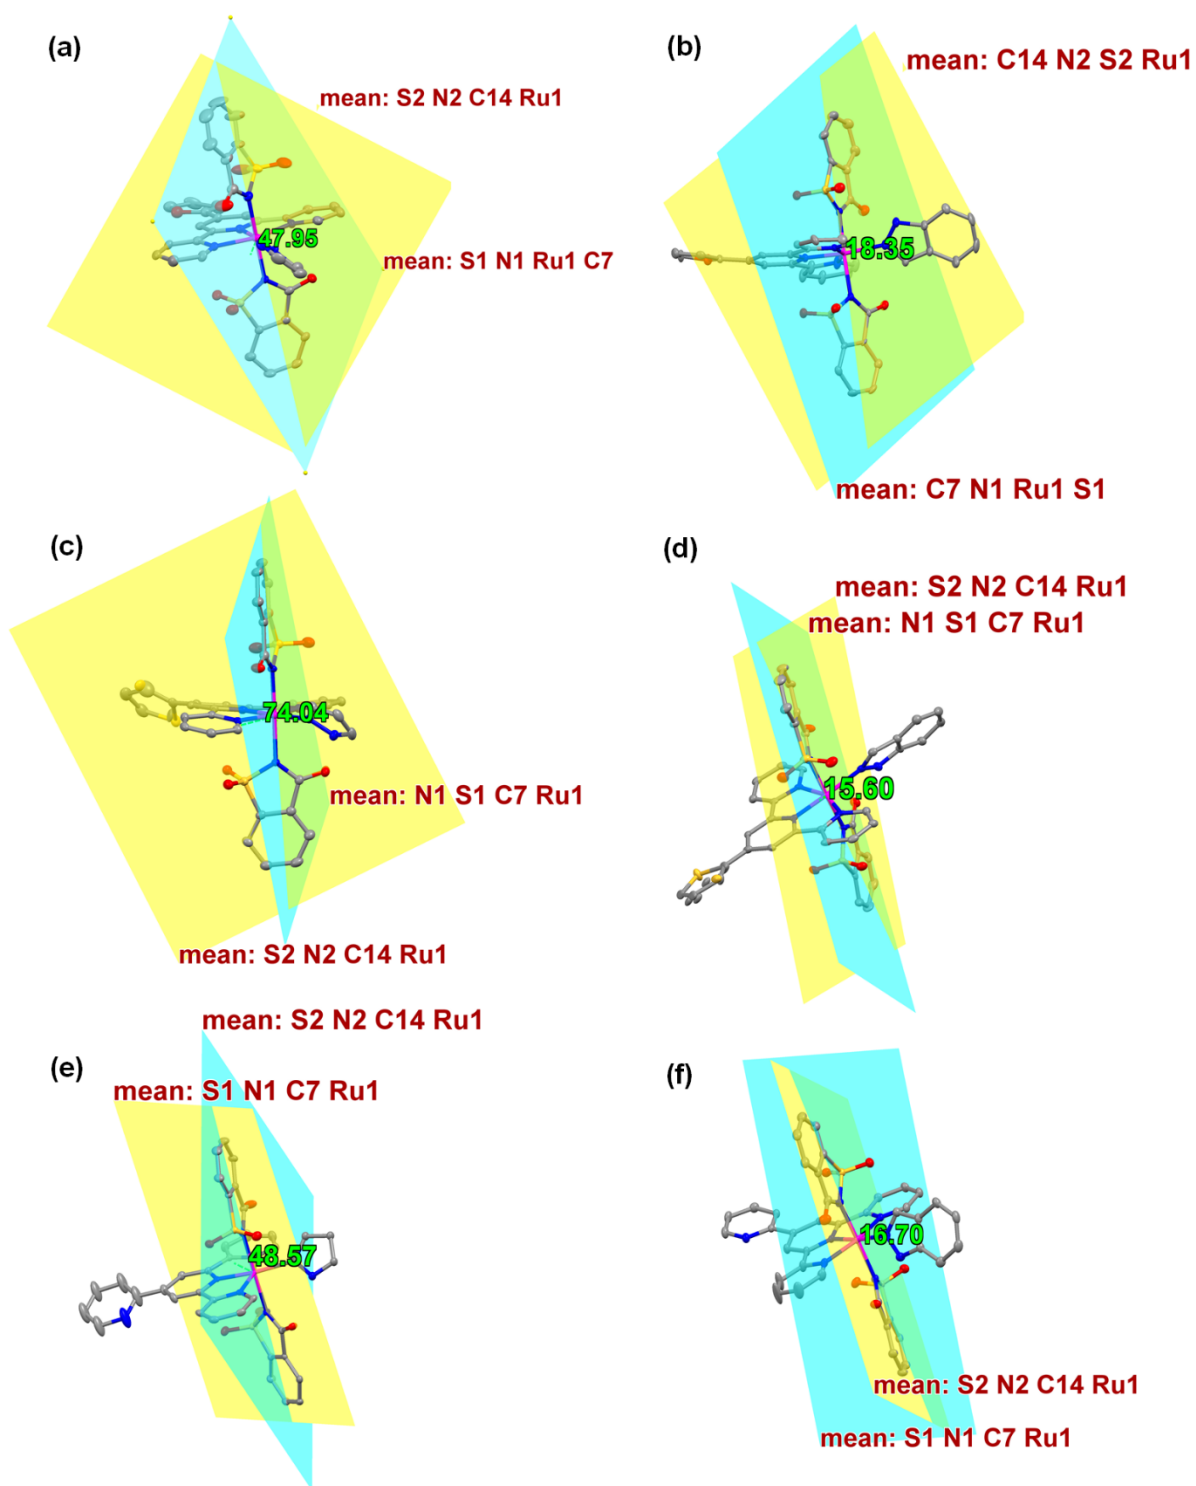 (a)
mean: S2 N2 C14 Ru1
47.95
mean: S1 N1 Ru1 C7
(b)
mean: C14 N2 S2 Ru1
18.35
mean: C7 N1 Ru1 S1
(c)
74.04
mean: N1 S1 C7 Ru1
mean: S2 N2 C14 Ru1
(d)
mean: S2 N2 C14 Ru1
mean: N1 S1 C7 Ru1
15.60
mean: S2 N2 C14 Ru1
(e)
mean: S1 N1 C7 Ru1
48.57
(f)
16.70
mean: S2 N2 C14 Ru1
mean: S1 N1 C7 Ru1